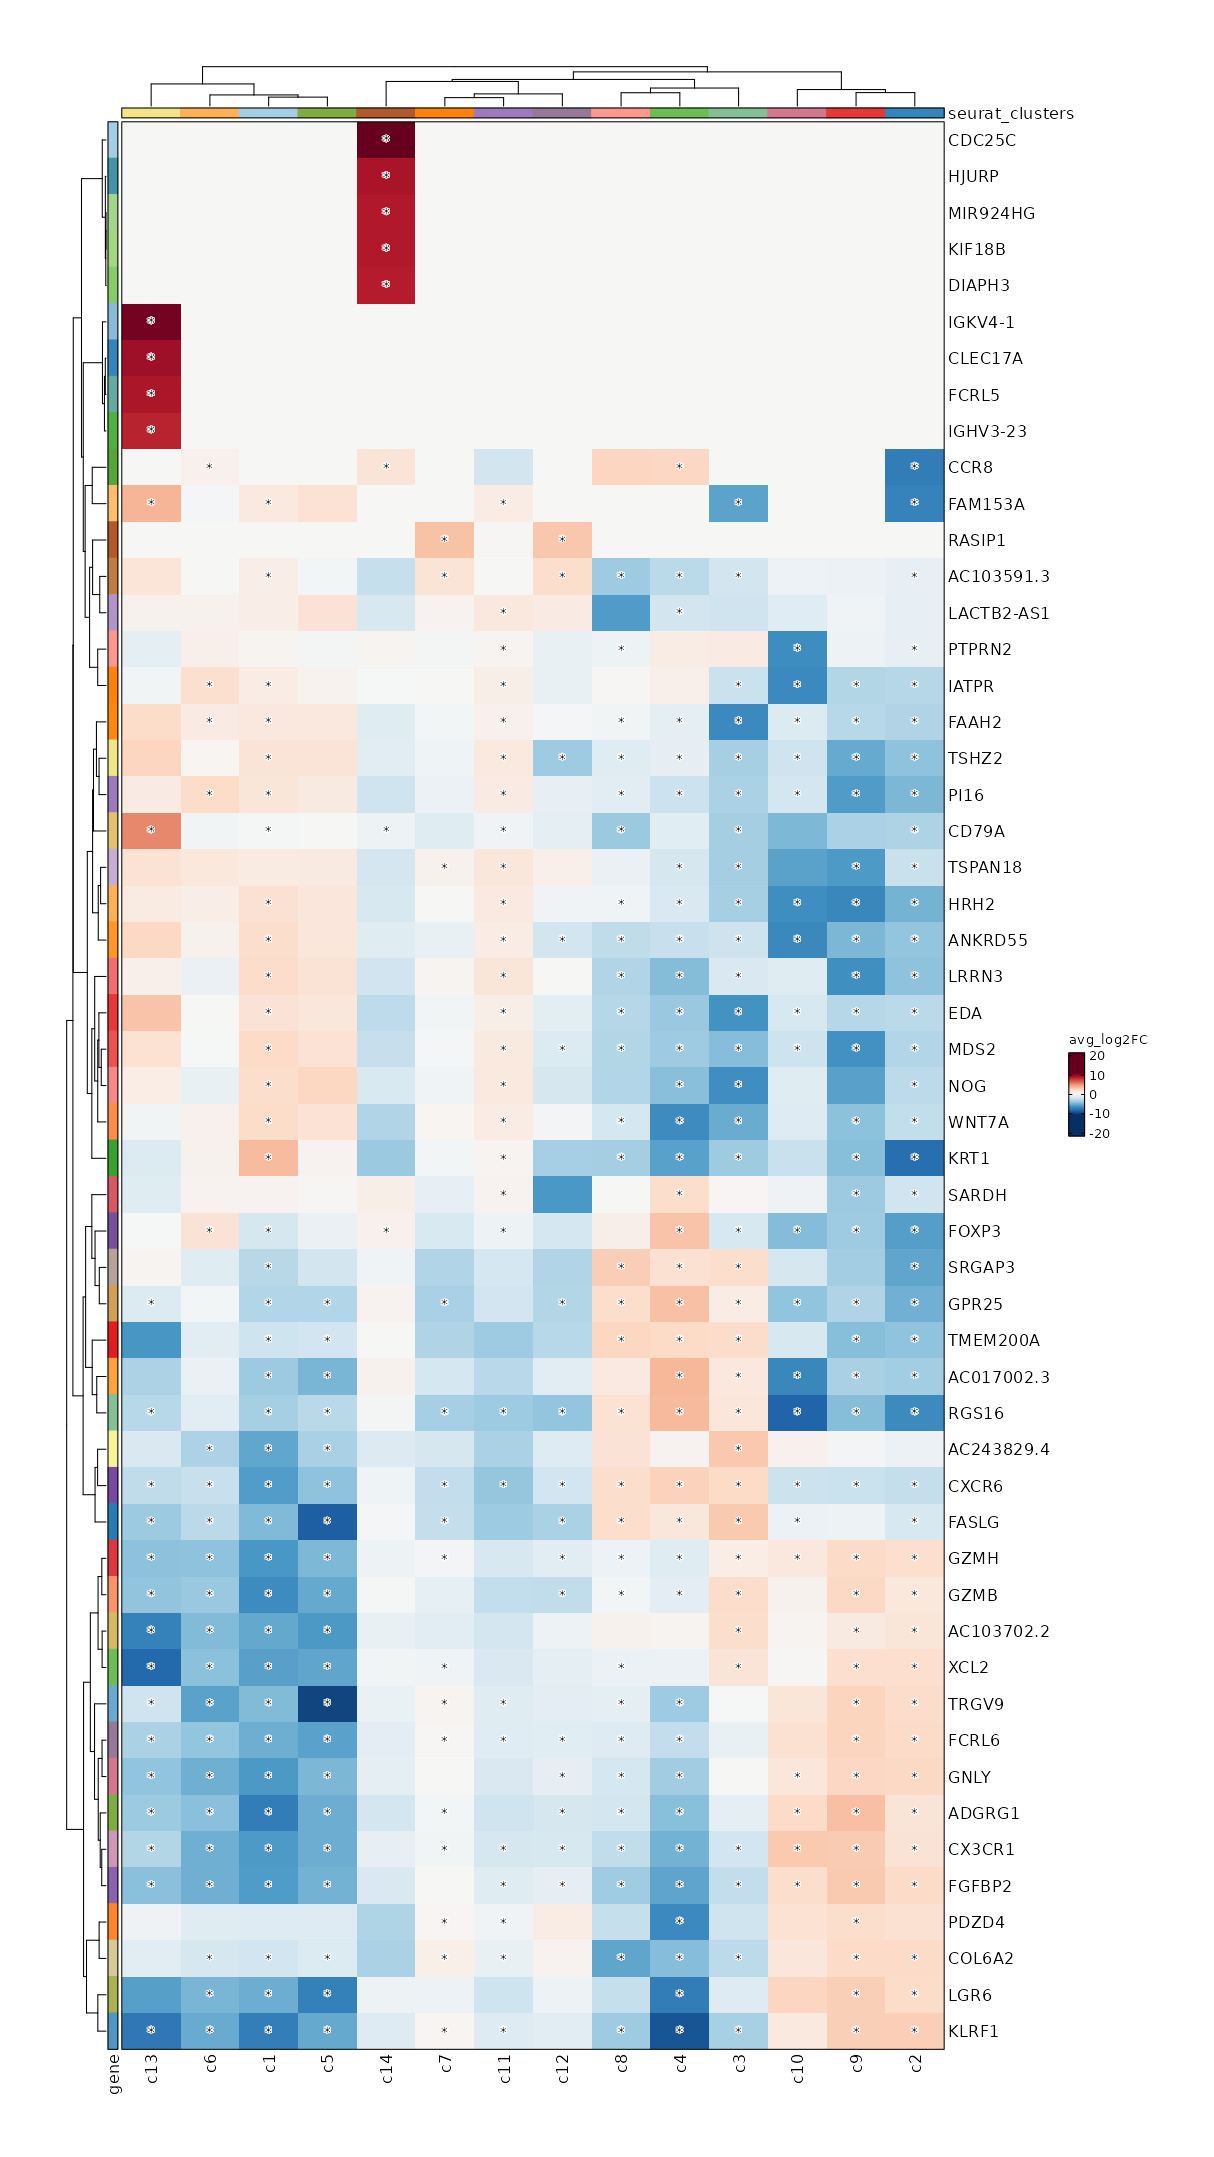 seurat_clusters
CDC25C
HJURP
MIR924HG
KIF18B
DIAPH3
IGKV4-1
CLEC17A
FCRL5
IGHV3-23
CCR8
FAM153A
RASIP1
AC103591.3
LACTB2-AS1
PTPRN2
IATPR
FAAH2
TSHZ2
PI16
CD79A
TSPAN18
HRH2
ANKRD55
LRRN3
EDA
MDS2
NOG
WNT7A
KRT1
SARDH
FOXP3
SRGAP3
GPR25
TMEM200A
AC017002.3
RGS16
AC243829.4
CXCR6
FASLG
GZMH
GZMB
AC103702.2
XCL2
TRGV9
FCRL6
GNLY
ADGRG1
CX3CR1
FGFBP2
PDZD4
COL6A2
LGR6
KLRF1
avg_log2FC
20
10
0
-10
-20
gene
c13
c6
c1
c5
c14
c7
c11
c12
c8
c4
c3
c10
c9
c2